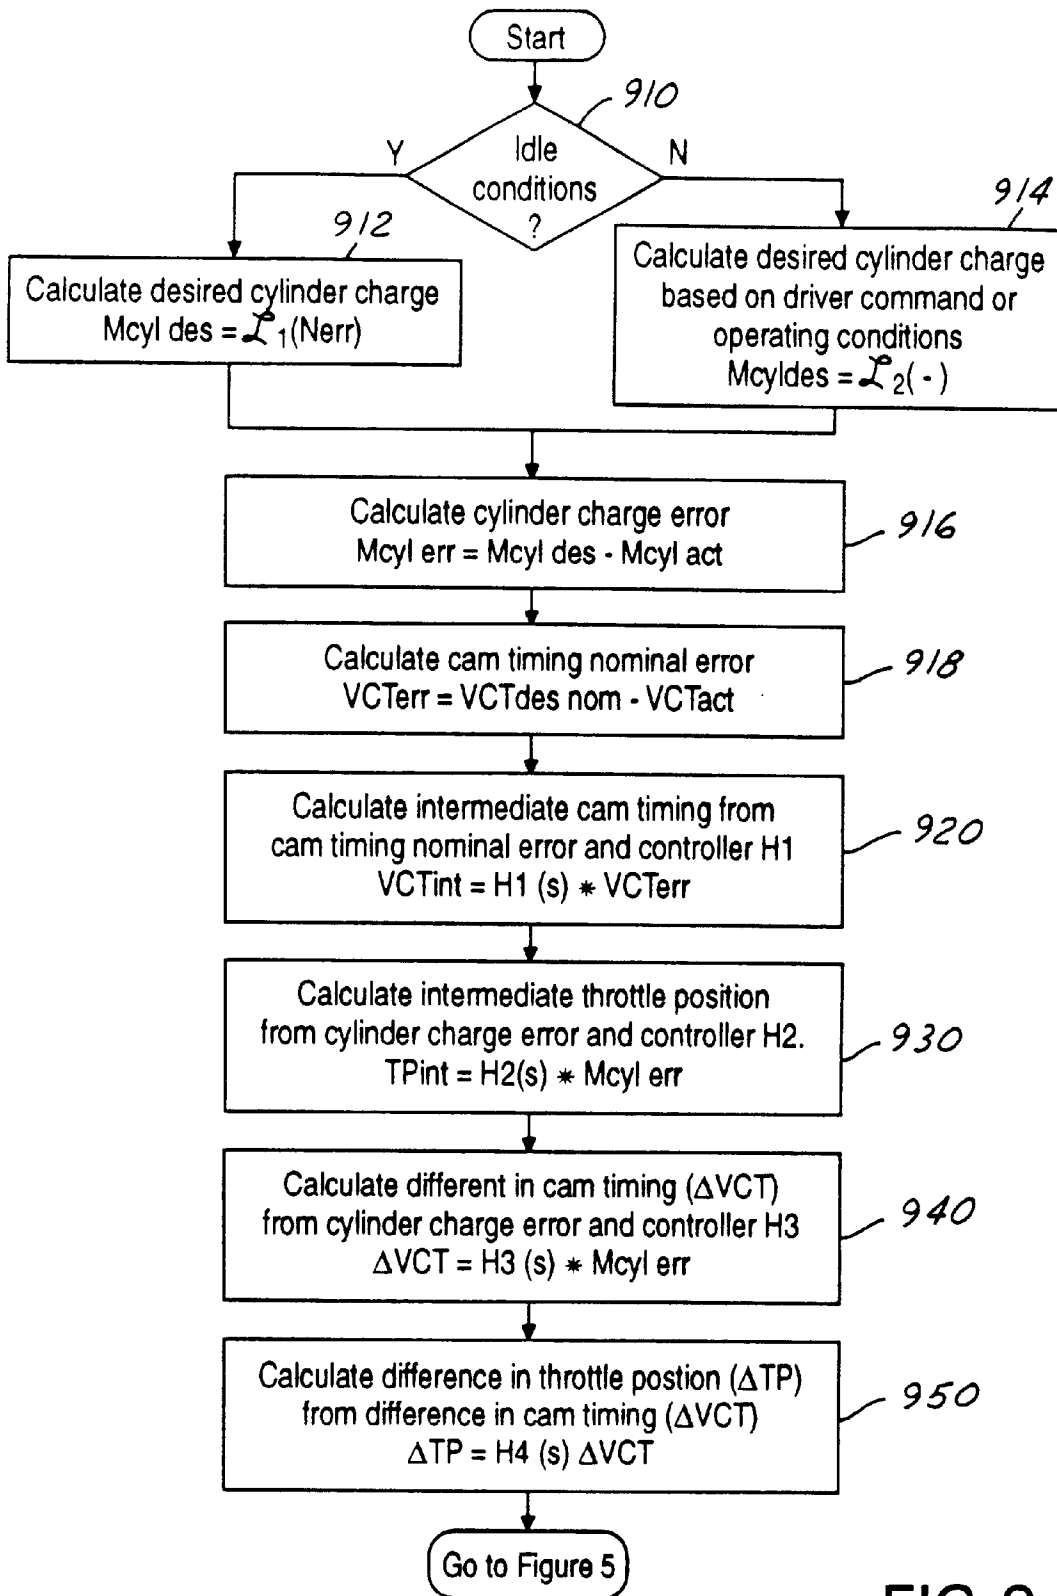 Start
910
Idle
conditions
?
Y
N
912
Calculate desired cylinder charge
Mcyl des = ℒ 1(Nerr)
914
Calculate desired cylinder charge
based on driver command or
operating conditions
Mcyldes = ℒ 2( - )
Calculate cylinder charge error
Mcyl err = Mcyl des - Mcyl act
916
Calculate cam timing nominal error
VCTerr = VCTdes nom - VCTact
918
Calculate intermediate cam timing from
cam timing nominal error and controller H1
VCTint = H1 (s) * VCTerr
920
Calculate intermediate throttle position
from cylinder charge error and controller H2.
TPint = H2(s) * Mcyl err
930
Calculate different in cam timing (ΔVCT)
from cylinder charge error and controller H3
ΔVCT = H3 (s) * Mcyl err
940
Calculate difference in throttle postion (ΔTP)
from difference in cam timing (ΔVCT)
ΔTP = H4 (s) ΔVCT
950
Go to Figure 5